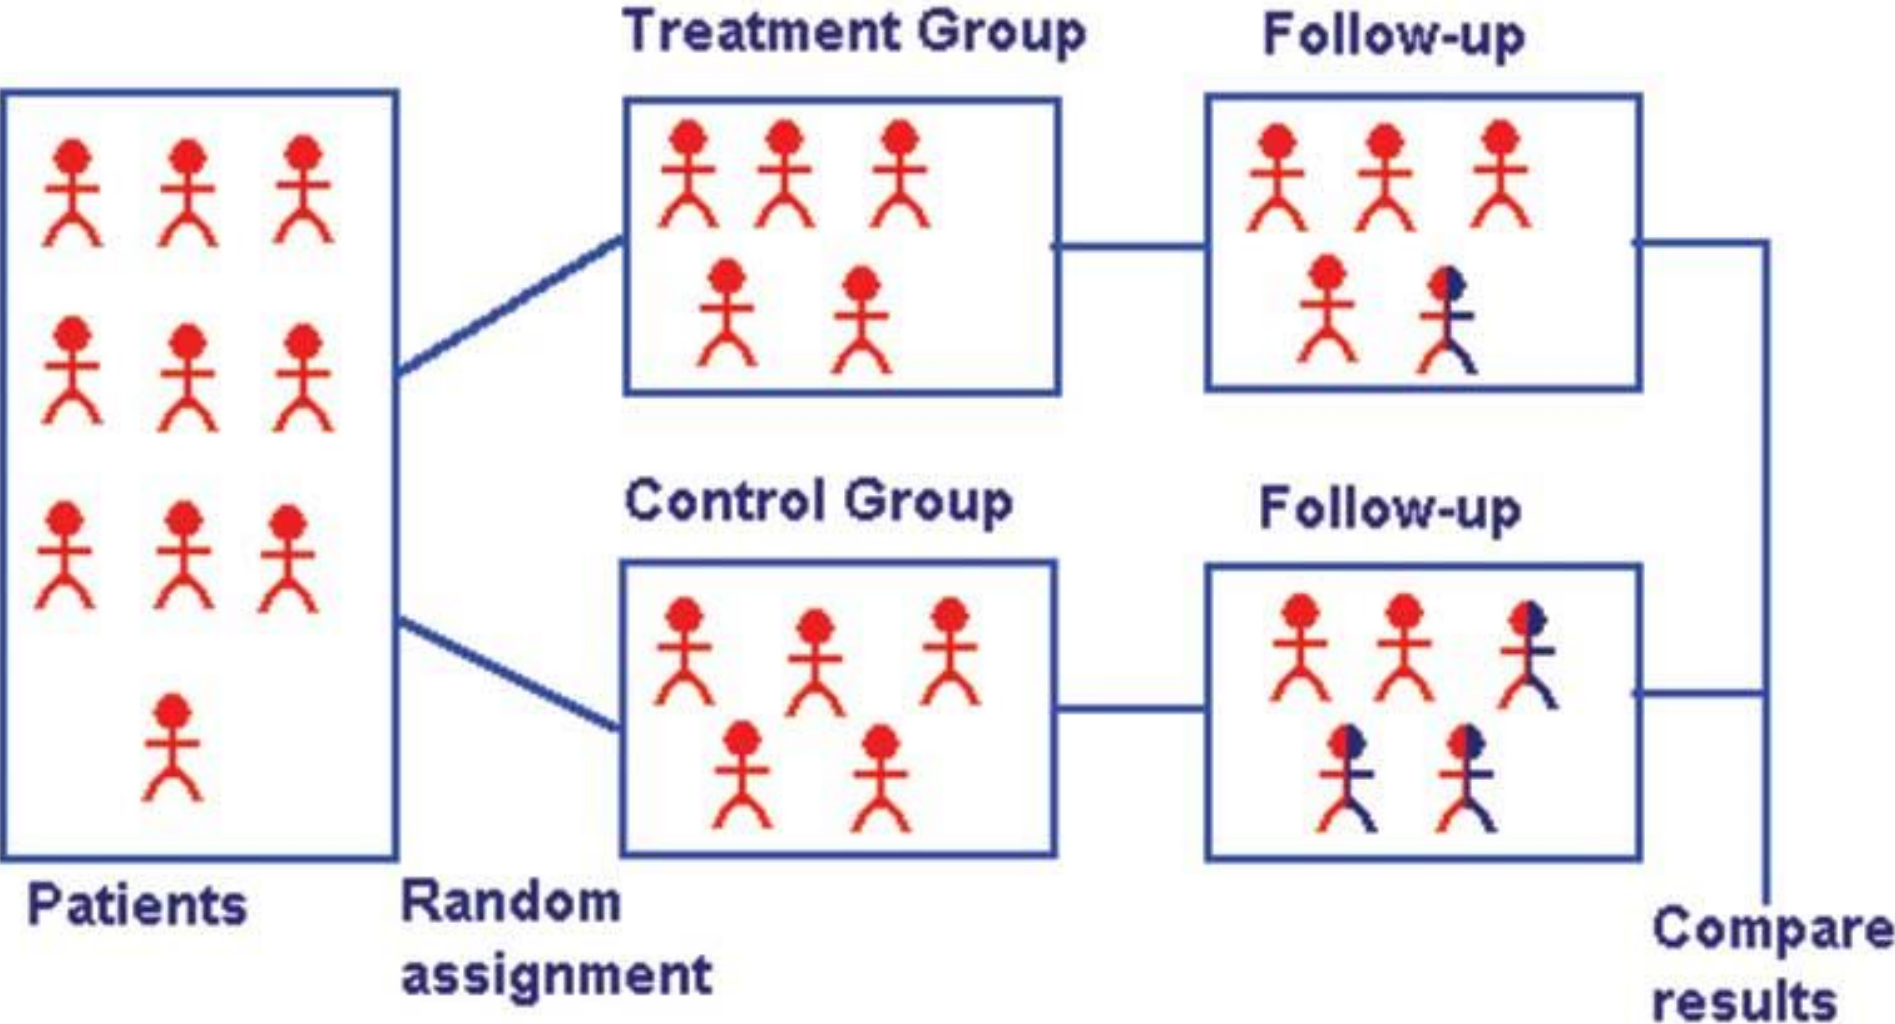 Treatment Group
Follow-up
Control Group
Follow-up
Patients
Random
assignment
Compare
results